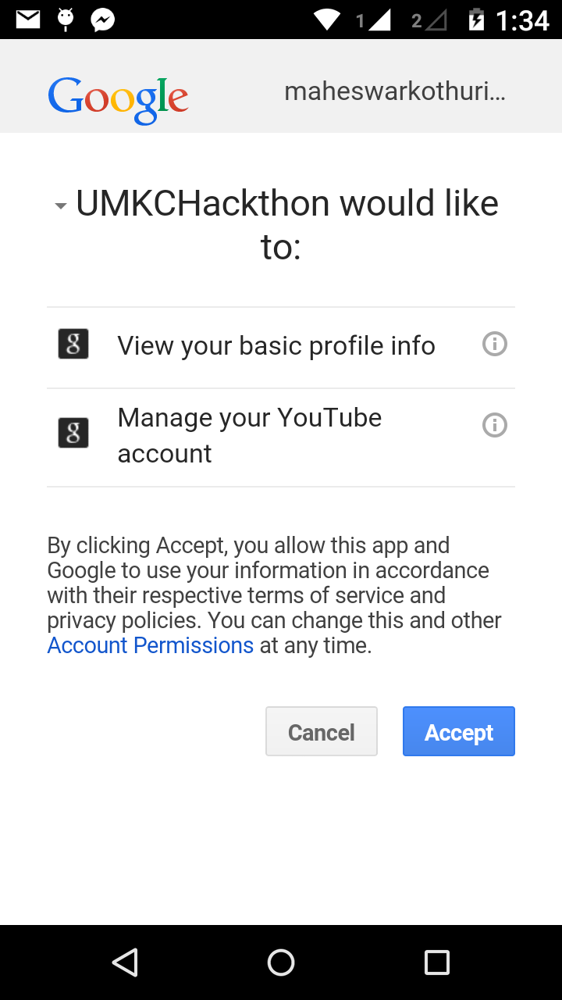 1 2 1:34
Google maheswarkothuri...
UMKCHackthon would like
to:
View your basic profile info
Manage your YouTube
account
By clicking Accept, you allow this app and
Google to use your information in accordance
with their respective terms of service and
privacy policies. You can change this and other
Account Permissions at any time.
Cancel Accept